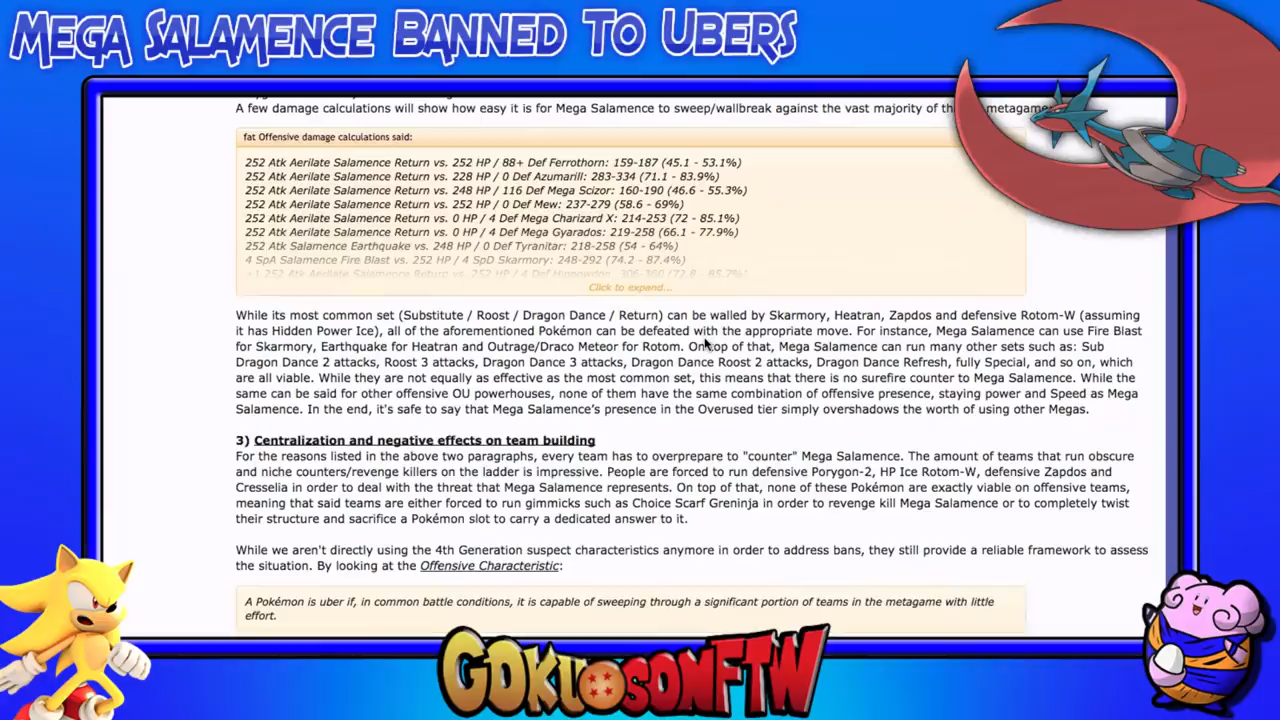 MEGA SALAMENCE BANNED TO UBERS
A few damage calculations will show how easy it is for Mega Salamence to sweep/wallbreak against the vast majority of the metagame
fat Offensive damage calculations said:
252 Atk Aerilate Salamence Return vs. 252 HP / 88+ Def Ferrothorn: 159-187 (45.1 - 53.1%)
252 Atk Aerilate Salamence Return vs. 228 HP / 0 Def Azumarill: 283-334 (71.1 - 83.9%)
252 Atk Aerilate Salamence Return vs. 248 HP / 116 Def Mega Scizor: 160-190 (46.6 - 55.3%)
252 Atk Aerilate Salamence Return vs. 252 HP / 0 Def Mew: 237-279 (58.6 - 69%)
252 Atk Aerilate Salamence Return vs. 0 HP / 4 Def Mega Charizard X: 214-253 (72 - 85.1%)
252 Atk Aerilate Salamence Return vs. 0 HP / 4 Def Mega Gyarados: 219-258 (66.1 - 77.9%)
252 Atk Salamence Earthquake vs. 248 HP / 0 Def Tyranitar: 218-258 (54 - 64%)
4 SpA Salamence Fire Blast vs. 252 HP / 4 SpD Skarmory: 248-292 (74.2 - 87.4%)
+1 252 Atk Aerilate Salamence Return vs. 252 HP / 4 Def Hippowdon: 306-360 (72.8 - 85.7%)
Click to expand...
While its most common set (Substitute / Roost / Dragon Dance / Return) can be walled by Skarmory, Heatran, Zapdos and defensive Rotom-W (assuming
it has Hidden Power Ice), all of the aforementioned Pokémon can be defeated with the appropriate move. For instance, Mega Salamence can use Fire Blast
for Skarmory, Earthquake for Heatran and Outrage/Draco Meteor for Rotom. On top of that, Mega Salamence can run many other sets such as: Sub
Dragon Dance 2 attacks, Roost 3 attacks, Dragon Dance 3 attacks, Dragon Dance Roost 2 attacks, Dragon Dance Refresh, fully Special, and so on, which
are all viable. While they are not equally as effective as the most common set, this means that there is no surefire counter to Mega Salamence. While the
same can be said for other offensive OU powerhouses, none of them have the same combination of offensive presence, staying power and Speed as Mega
Salamence. In the end, it's safe to say that Mega Salamence's presence in the Overused tier simply overshadows the worth of using other Megas.
3) Centralization and negative effects on team building
For the reasons listed in the above two paragraphs, every team has to overprepare to "counter" Mega Salamence. The amount of teams that run obscure
and niche counters/revenge killers on the ladder is impressive. People are forced to run defensive Porygon-2, HP Ice Rotom-W, defensive Zapdos and
Cresselia in order to deal with the threat that Mega Salamence represents. On top of that, none of these Pokémon are exactly viable on offensive teams,
meaning that said teams are either forced to run gimmicks such as Choice Scarf Greninja in order to revenge kill Mega Salamence or to completely twist
their structure and sacrifice a Pokémon slot to carry a dedicated answer to it.
While we aren't directly using the 4th Generation suspect characteristics anymore in order to address bans, they still provide a reliable framework to assess
the situation. By looking at the Offensive Characteristic:
A Pokémon is uber if, in common battle conditions, it is capable of sweeping through a significant portion of teams in the metagame with little
effort.
GOKUOSONFTW